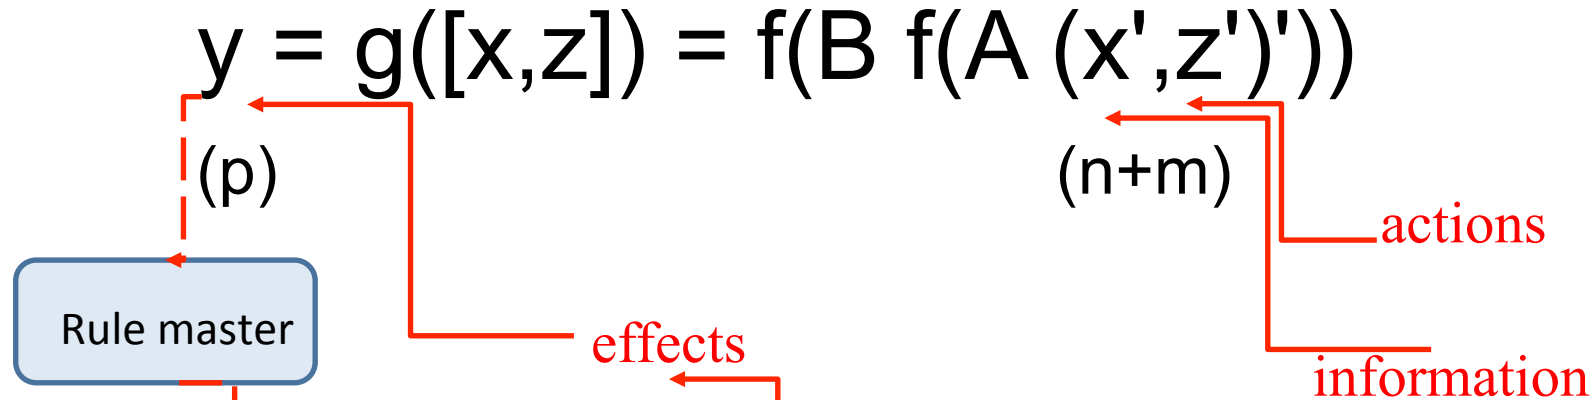 y = g([x,z]) = f(B f(A (x',z')'))
(p)
(n+m)
actions
Rule master
effects
information